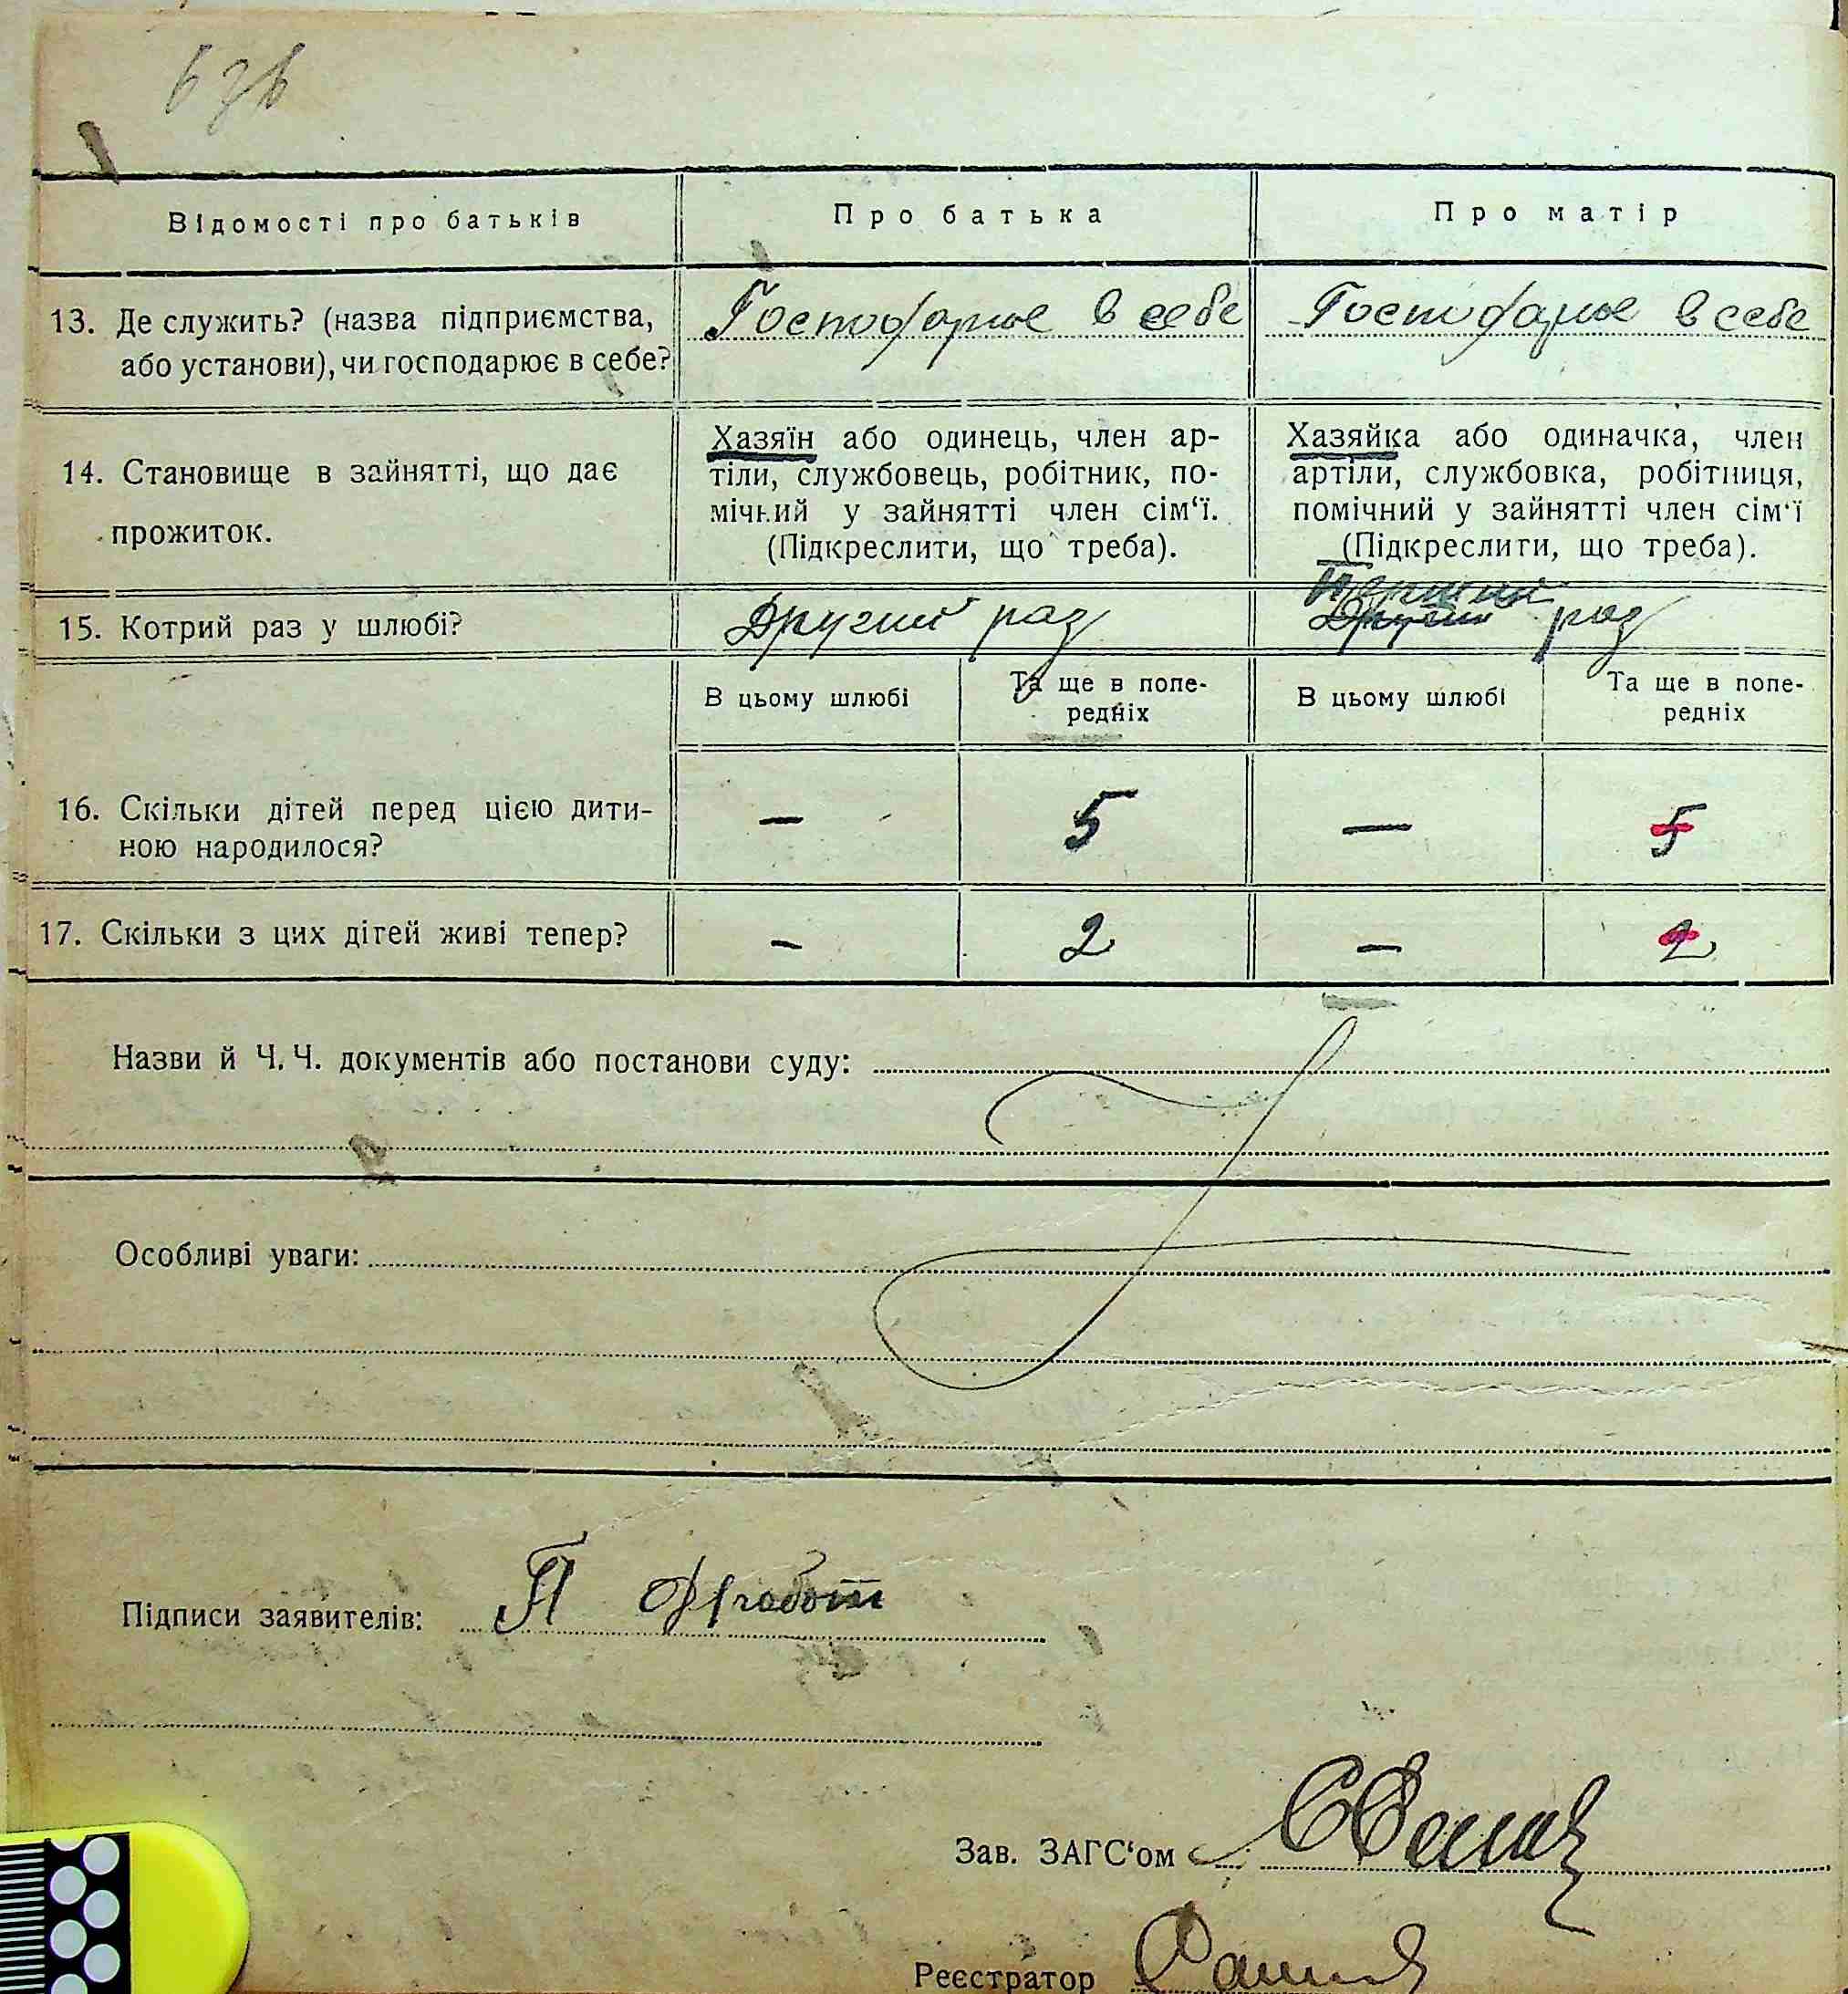 63в
Відомості про батьків Про батька Про матір
13. Де служить? (назва підприємства, Господарює в себе Господарює в себе
або установи), чи господарює в себе?
Хазяїн або одинець, член ар- Хазяйка або одиначка, член
14. Становище в зайнятті, що дає тіли, службовець, робітник, по- артіли, службовка, робітниця,
мічний у зайнятті член сім‘ї. помічний у зайнятті член сім‘ї
прожиток. (Підкреслити, що треба). (Підкреслити, що треба).
Перший
15. Котрий раз у шлюбі? Другий раз Другий раз
В цьому шлюбі Та ще в попе- В цьому шлюбі Та ще в попе-
редніх редніх
16. Скільки дітей перед цією дити- — 5 — 5
ною народилося?
17. Скільки з цих дітей живі тепер? - 2 — 2
Назви й Ч. Ч. документів або постанови суду:
Особливі уваги:
Підписи заявителів: П
Зав. ЗАГС‘ом
Реєстратор